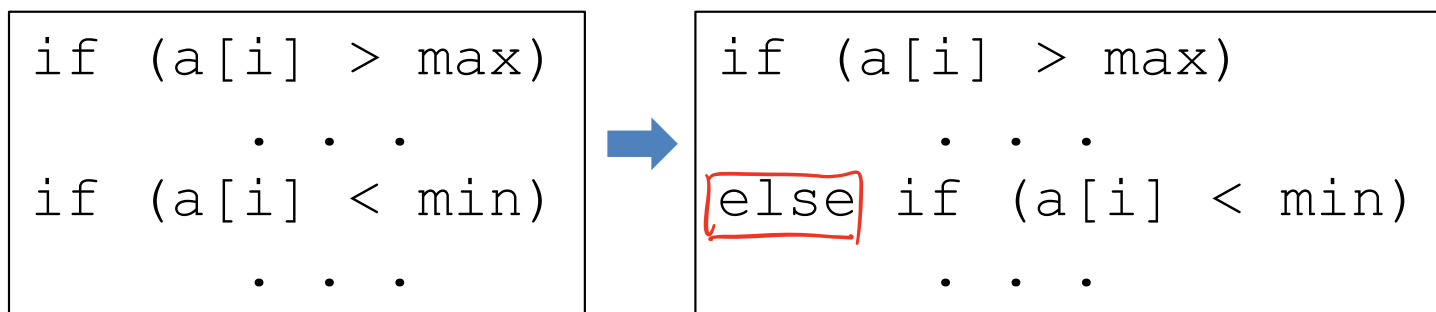 if (a[i] > max)
. . .
if (a[i] < min)
. . .
if (a[i] > max)
. . .
else if (a[i] < min)
. . .